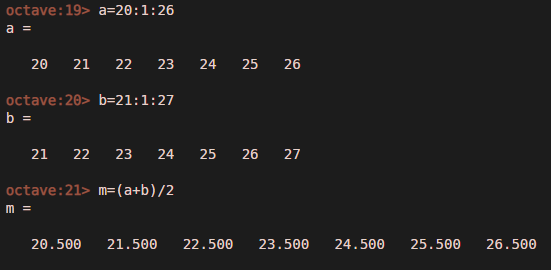 octave:19> a=20:1:26
a =
20 21 22 23 24 25 26
octave:20> b=21:1:27
b =
21 22 23 24 25 26 27
octave:21> m=(a+b)/2
m =
20.500 21.500 22.500 23.500 24.500 25.500 26.500